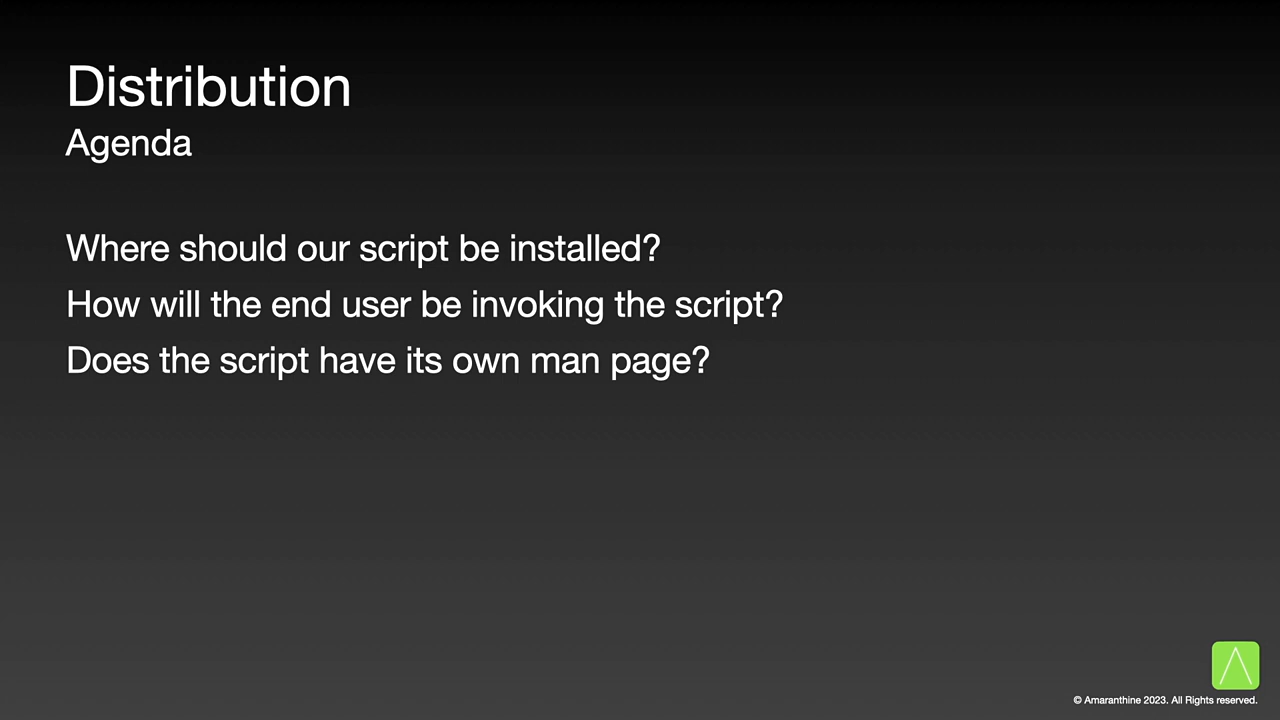 Distribution
Agenda
Where should our script be installed?
How will the end user be invoking the script?
Does the script have its own man page?
© Amaranthine 2023. All Rights reserved.